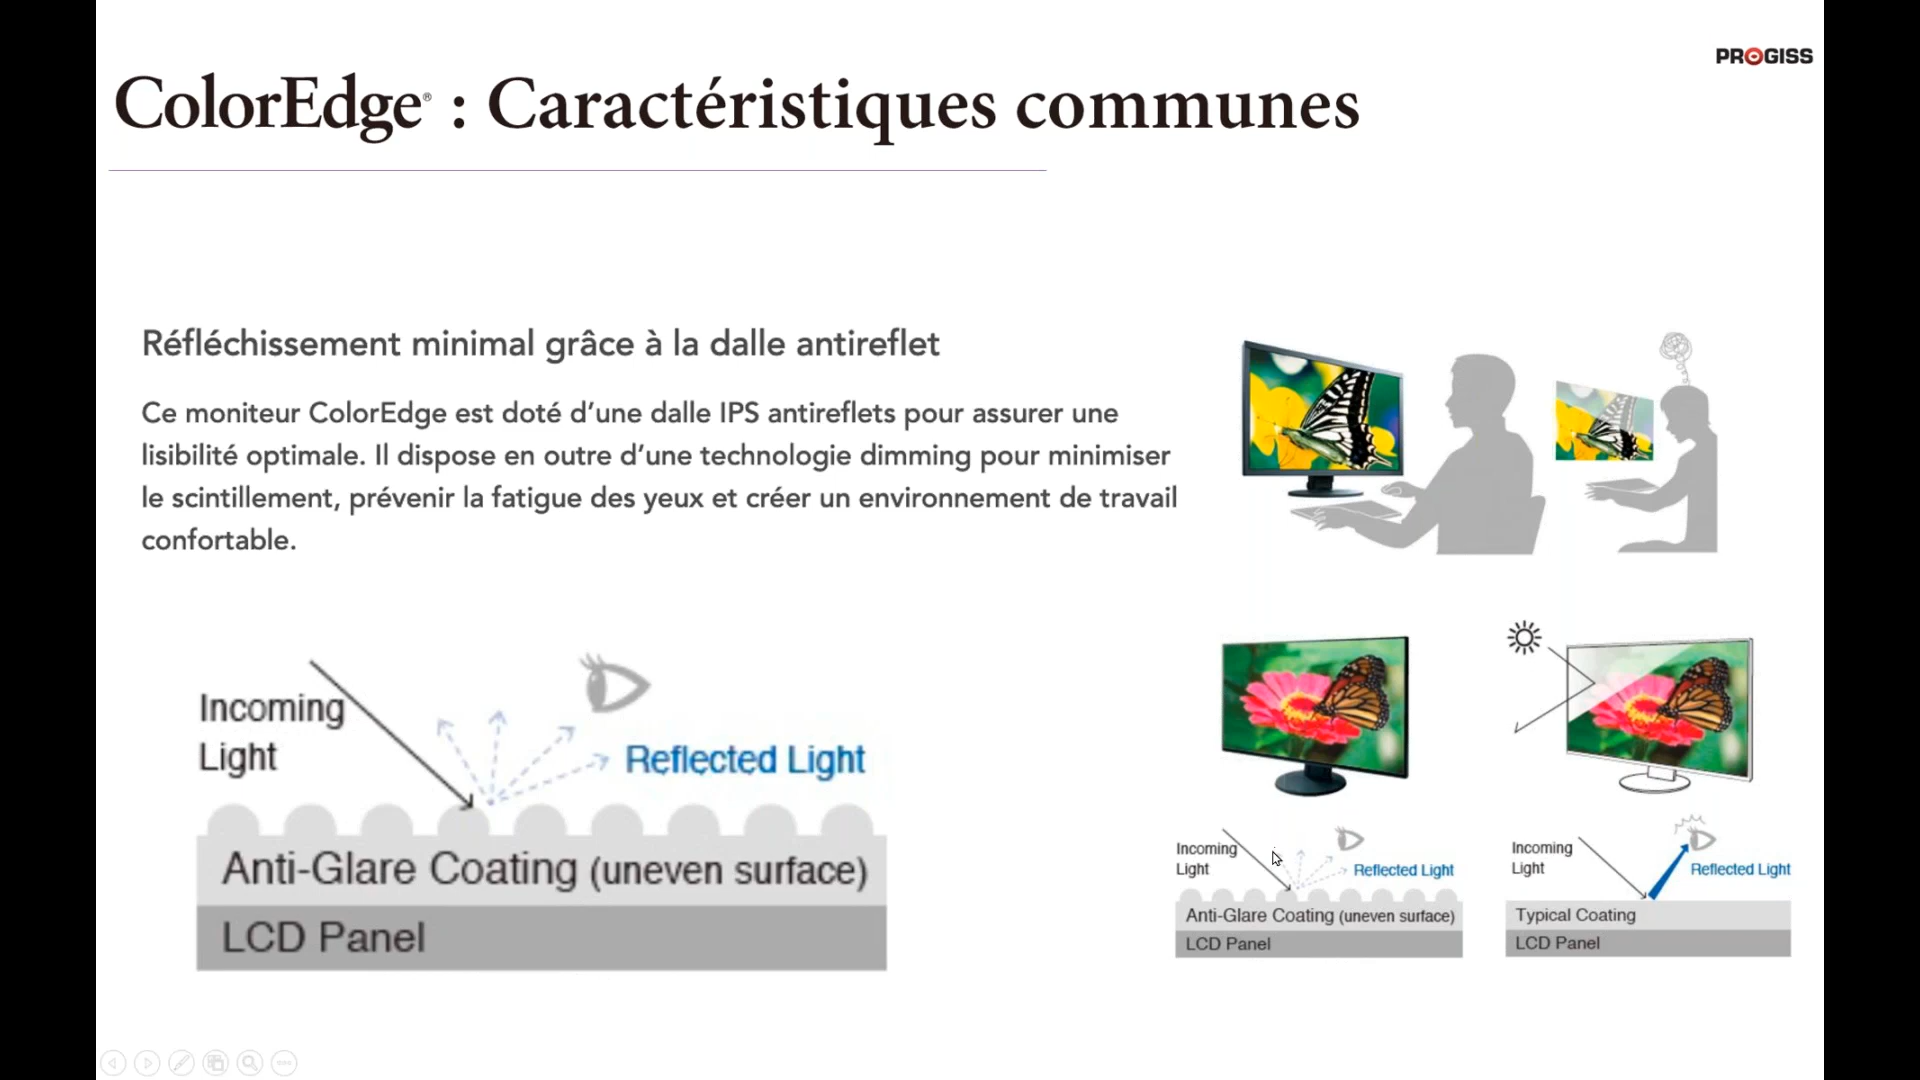 PROGISS
ColorEdge® : Caractéristiques communes
Réfléchissement minimal grâce à la dalle antireflet
Ce moniteur ColorEdge est doté d’une dalle IPS antireflets pour assurer une
lisibilité optimale. Il dispose en outre d’une technologie dimming pour minimiser
le scintillement, prévenir la fatigue des yeux et créer un environnement de travail
confortable.
Incoming
Light
Reflected Light
Anti-Glare Coating (uneven surface)
LCD Panel
Incoming
Light
Reflected Light
Anti-Glare Coating (uneven surface)
LCD Panel
Incoming
Light
Reflected Light
Typical Coating
LCD Panel